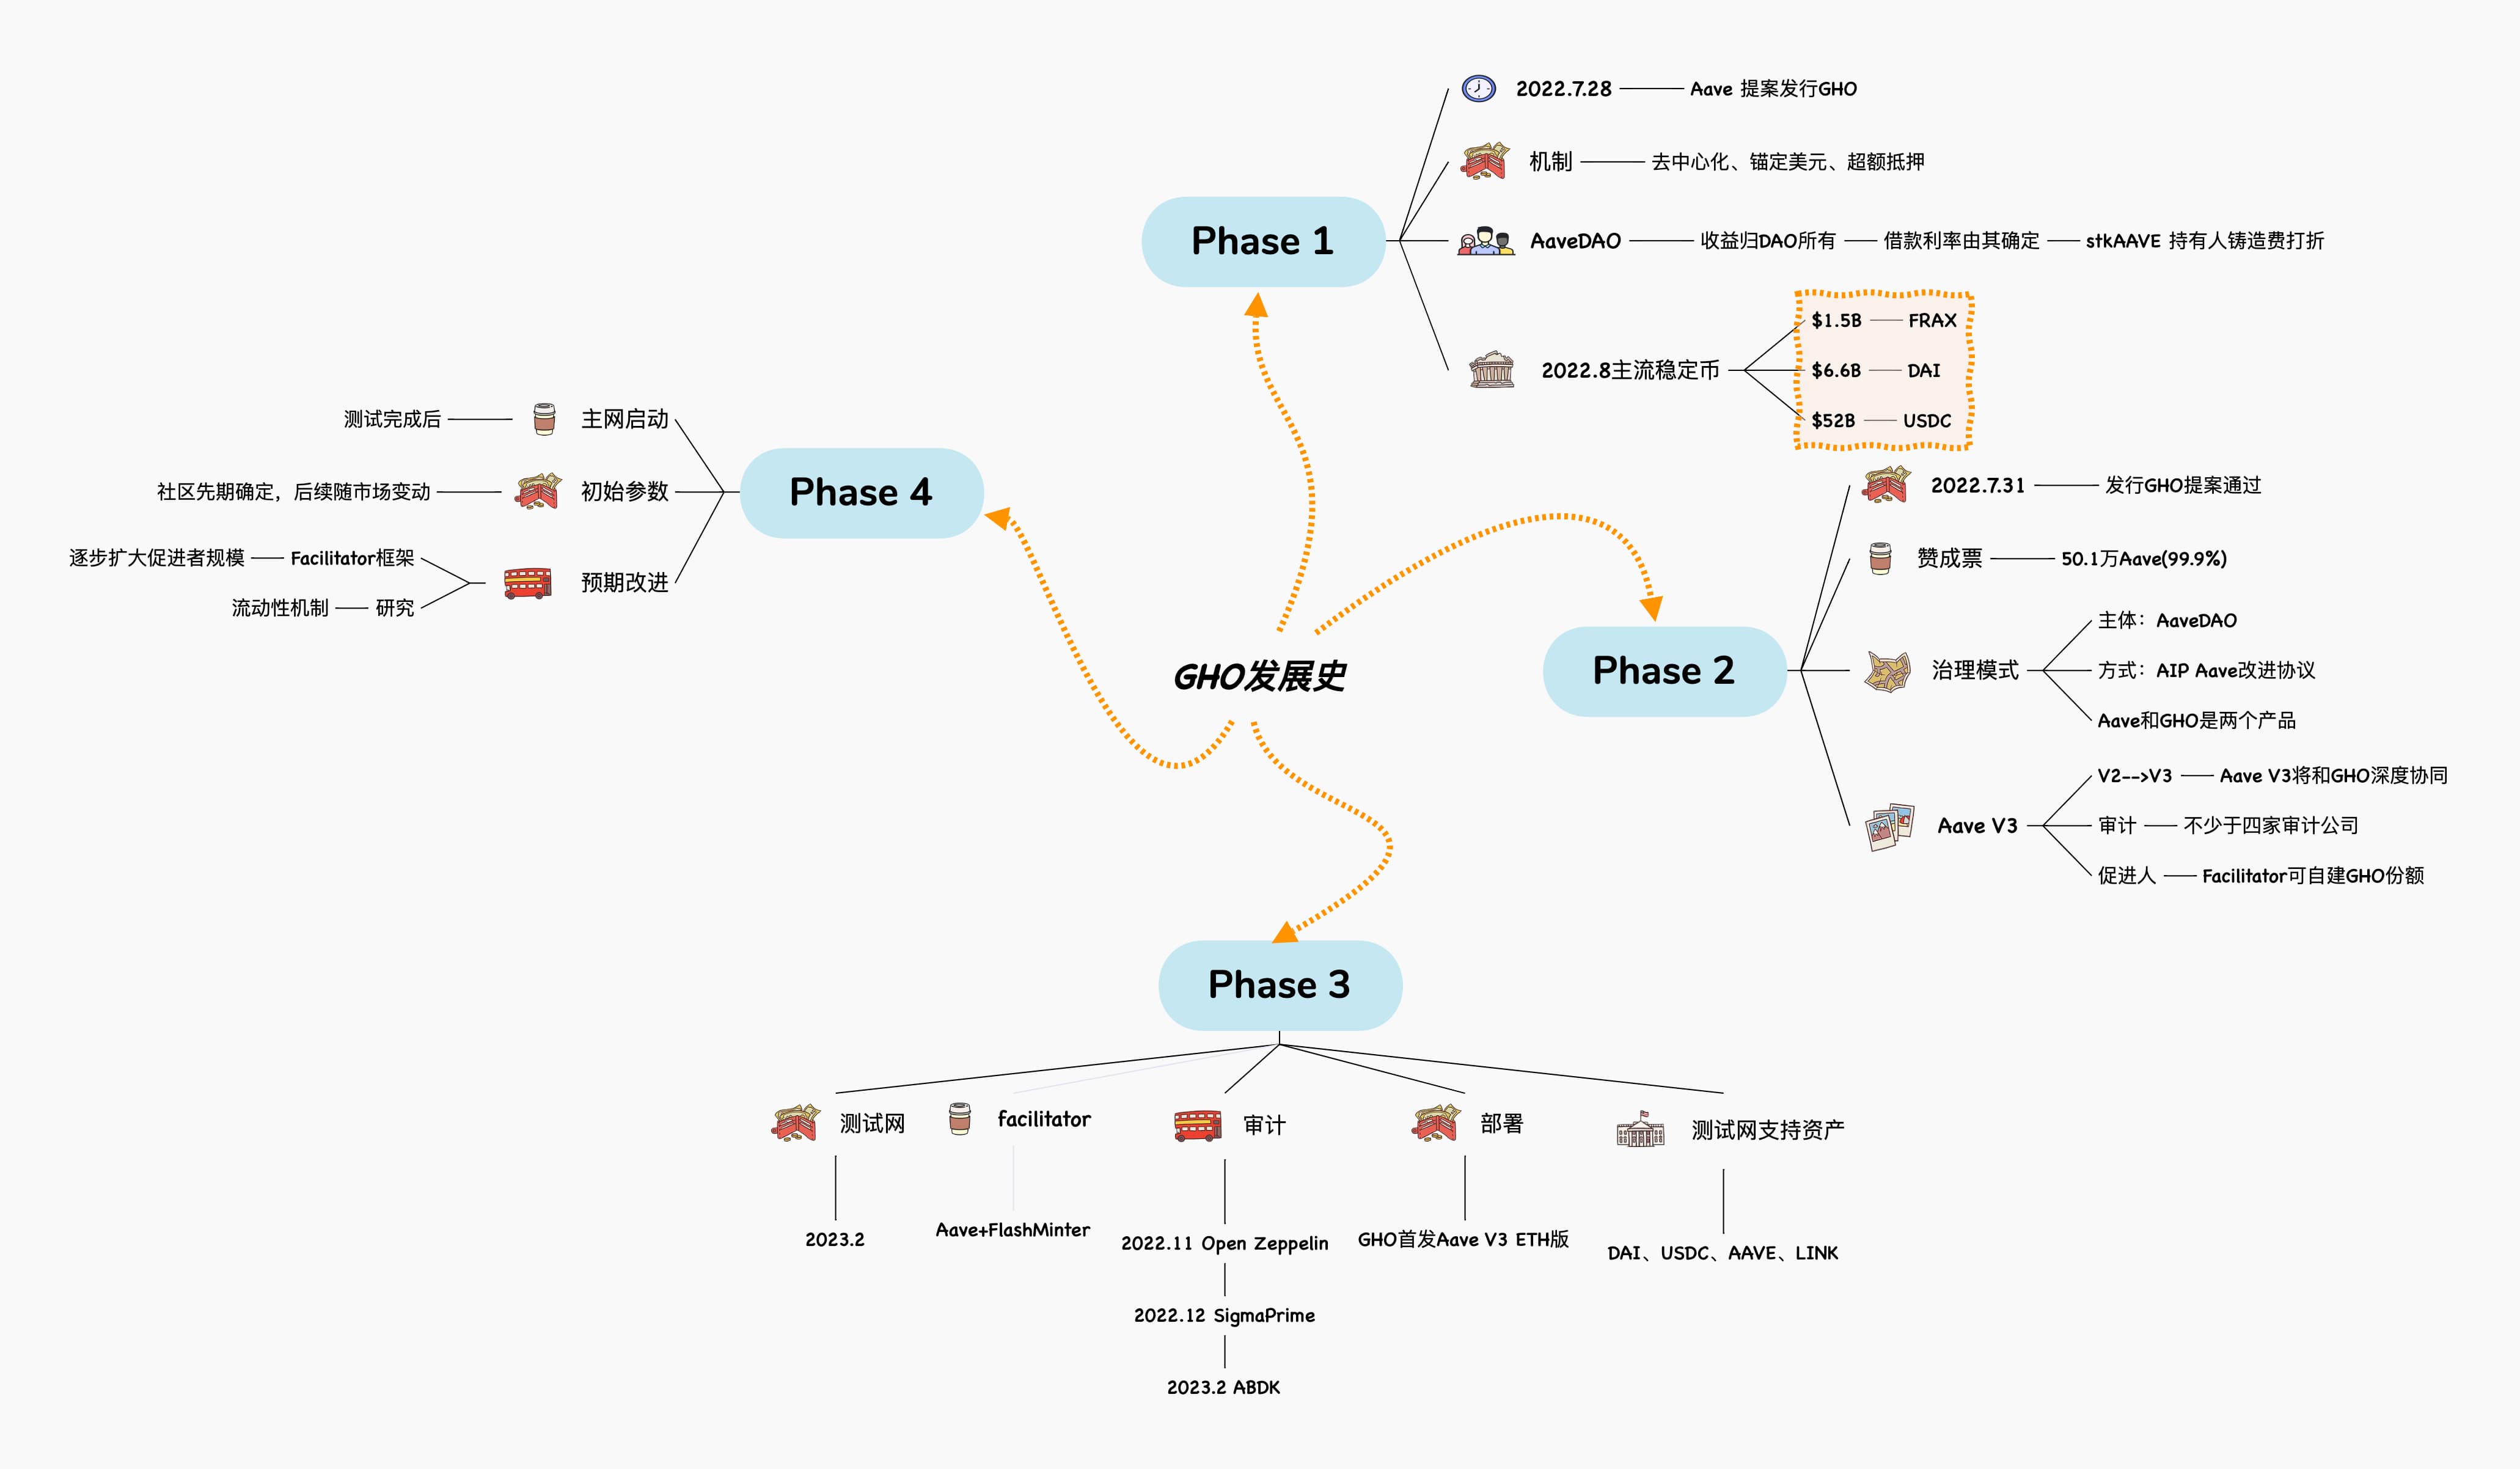 GHO发展史
Phase 1
2022.7.28
Aave 提案发行GHO
机制
去中心化、锚定美元、超额抵押
AaveDAO
收益归DAO所有
借款利率由其确定
stkAAVE 持有人铸造费打折
2022.8主流稳定币
$1.5B
FRAX
$6.6B
DAI
$52B
USDC
Phase 2
2022.7.31
发行GHO提案通过
赞成票
50.1万Aave(99.9%)
治理模式
主体：AaveDAO
方式：AIP Aave改进协议
Aave和GHO是两个产品
Aave V3
V2-->V3
Aave V3将和GHO深度协同
审计
不少于四家审计公司
促进人
Facilitator可自建GHO份额
Phase 3
测试网
2023.2
facilitator
Aave+FlashMinter
审计
2022.11 Open Zeppelin
2022.12 SigmaPrime
2023.2 ABDK
部署
GHO首发Aave V3 ETH版
测试网支持资产
DAI、USDC、AAVE、LINK
Phase 4
主网启动
测试完成后
初始参数
社区先期确定，后续随市场变动
预期改进
Facilitator框架
逐步扩大促进者规模
研究
流动性机制